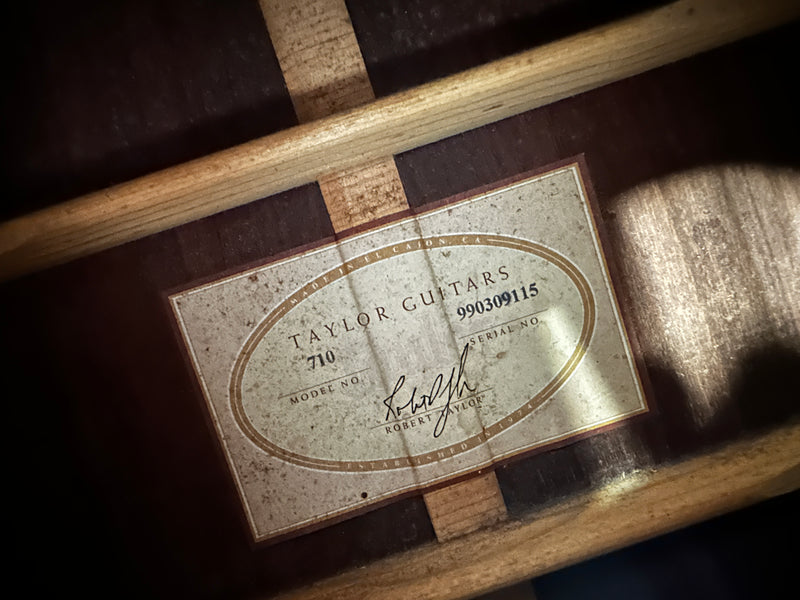 MADE IN EL CAJON, CA
TAYLOR GUITARS
710
990309115
MODEL NO.
SERIAL NO.
ROBERT TAYLOR
ESTABLISHED IN 1974